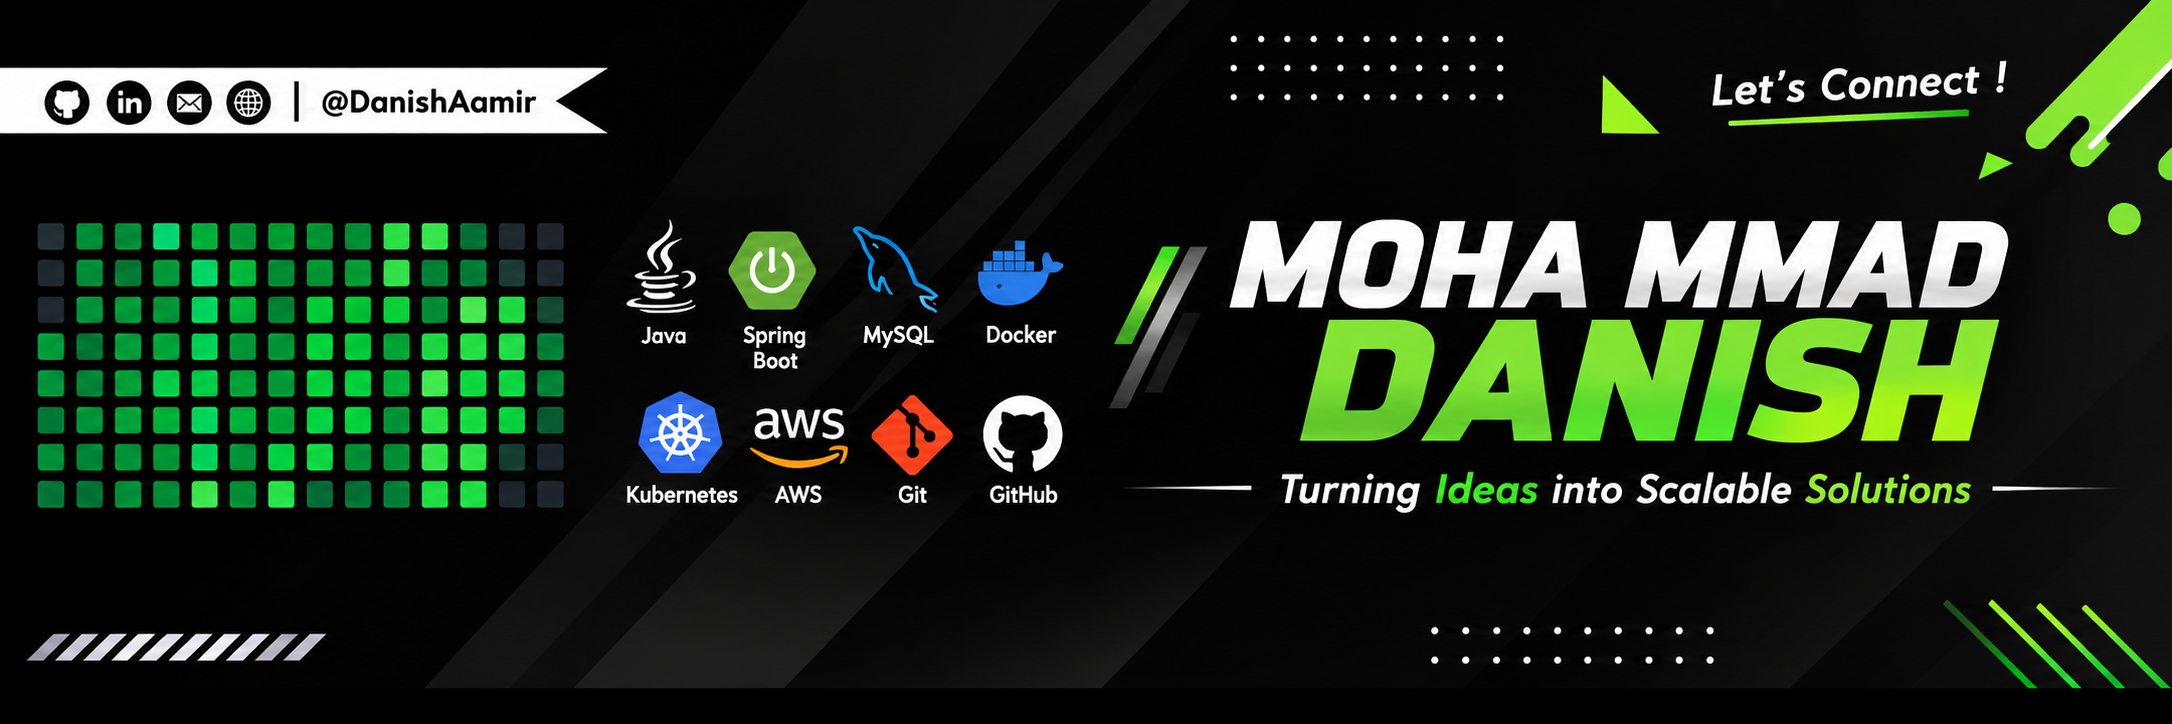 @DanishAamir
Let's Connect !
Java
Spring
Boot
MySQL
Docker
aws
Kubernetes
AWS
Git
GitHub
MOHA MMAD
DANISH
Turning Ideas into Scalable Solutions
in